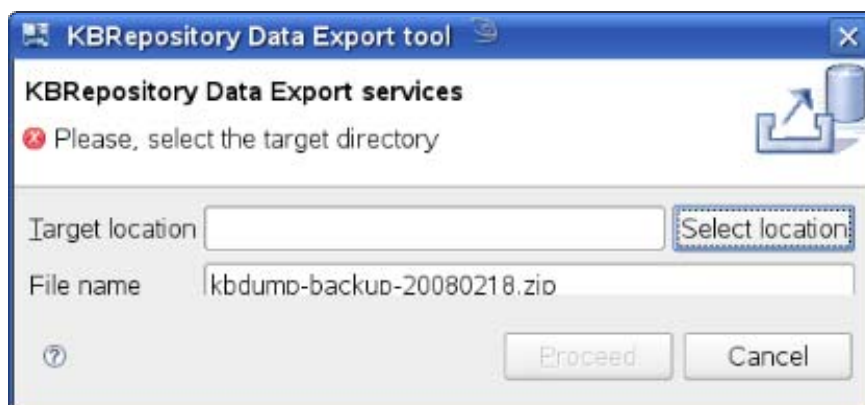 KBRepository Data Export tool
KBRepository Data Export services
Please, select the target directory
Target location Select location
File name kbdump-backup-20080218.zip
Proceed Cancel